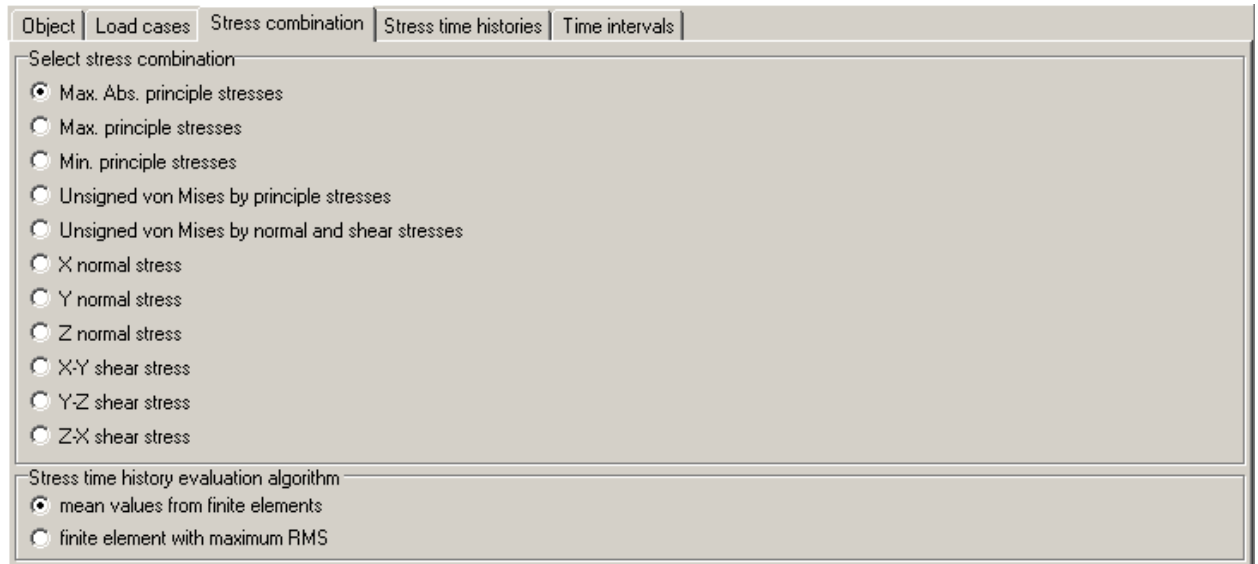 Object Load cases Stress combination Stress time histories Time intervals
Select stress combination
Max. Abs. principle stresses
Max. principle stresses
Min. principle stresses
Unsigned von Mises by principle stresses
Unsigned von Mises by normal and shear stresses
X normal stress
Y normal stress
Z normal stress
X-Y shear stress
Y-Z shear stress
Z-X shear stress
Stress time history evaluation algorithm
mean values from finite elements
finite element with maximum RMS